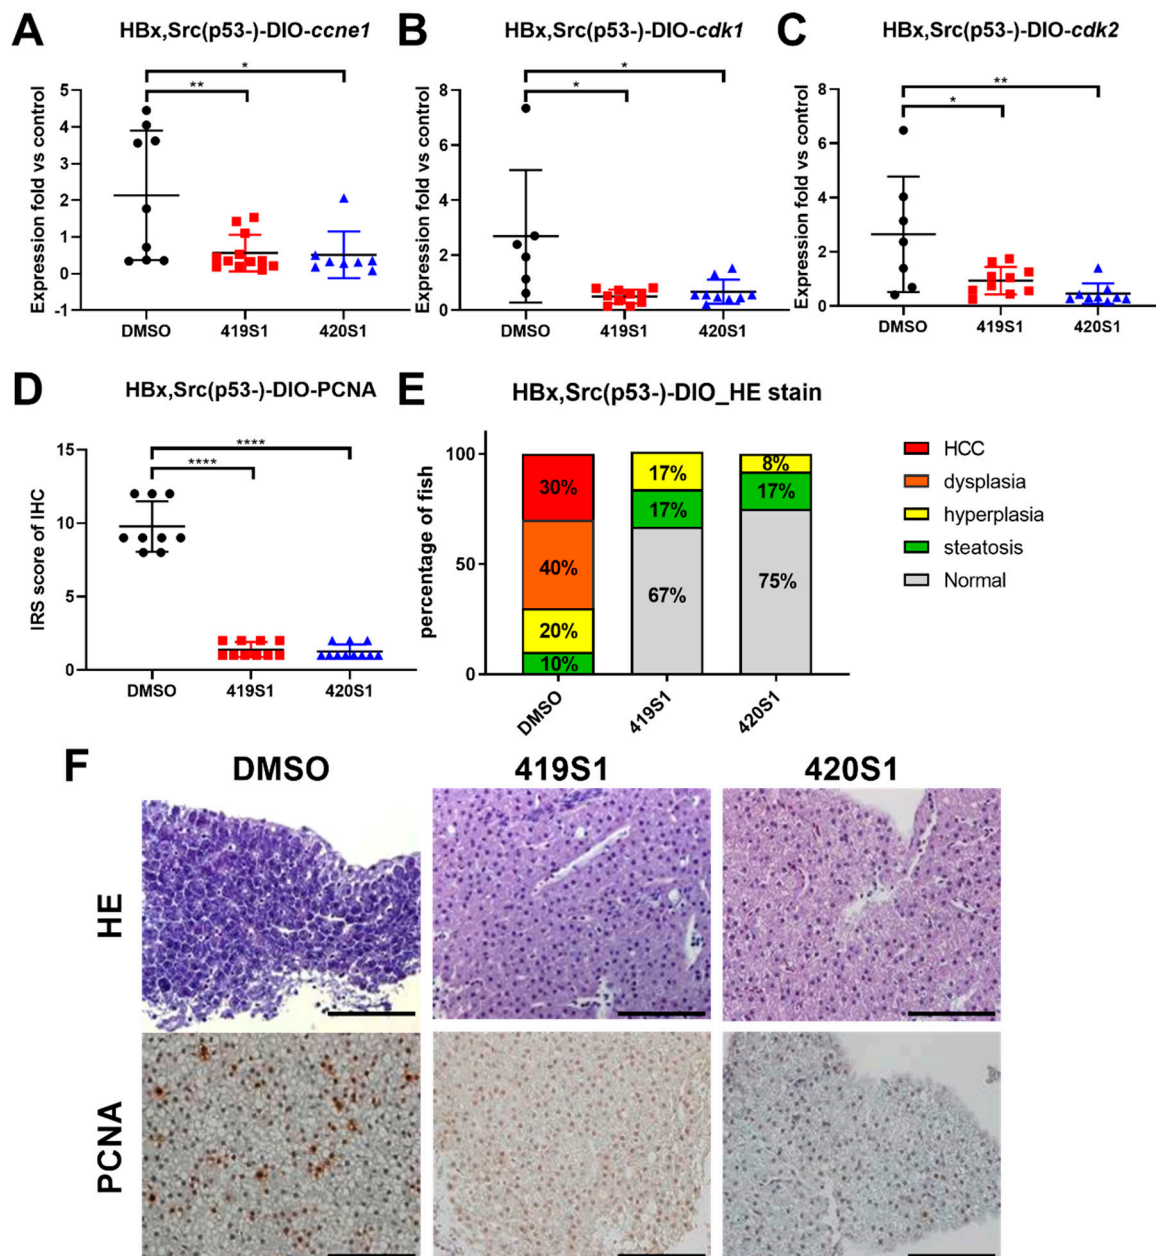 A
HBx,Src(p53-)-DIO-ccne1
Expression fold vs control
5
4
3
2
1
0
-1
**
*
DMSO
419S1
420S1
B
HBx,Src(p53-)-DIO-cdk1
Expression fold vs control
8
6
4
2
0
*
*
DMSO
419S1
420S1
C
HBx,Src(p53-)-DIO-cdk2
Expression fold vs control
8
6
4
2
0
**
*
DMSO
419S1
420S1
D
HBx,Src(p53-)-DIO-PCNA
IRS score of IHC
15
10
5
0
****
****
DMSO
419S1
420S1
E
HBx,Src(p53-)-DIO_HE stain
percentage of fish
100
50
0
30%
40%
20%
10%
17%
17%
67%
8%
17%
75%
DMSO
419S1
420S1
HCC
dysplasia
hyperplasia
steatosis
Normal
F
DMSO
419S1
420S1
HE
PCNA